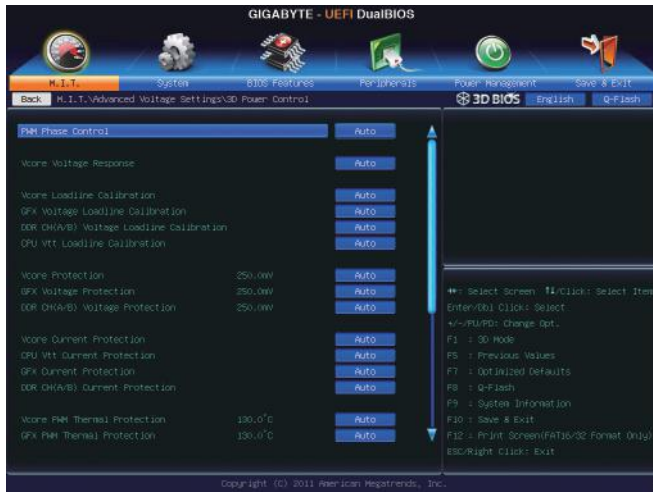 GIGABYTE - UEFI DualBIOS
M.I.T. System BIOS Features Peripherals Power Management Save & Exit
Back M.I.T.\Advanced Voltage Settings\3D Power Control 3D BIOS English Q-Flash
PWM Phase Control Auto
Vcore Voltage Response Auto
Vcore Loadline Calibration Auto
GFX Voltage Loadline Calibration Auto
DDR CH(A/B) Voltage Loadline Calibration Auto
CPU Vtt Loadline Calibration Auto
Vcore Protection 250.0mV Auto
GFX Voltage Protection 250.0mV Auto
DDR CH(A/B) Voltage Protection 250.0mV Auto
Vcore Current Protection Auto
CPU Vtt Current Protection Auto
GFX Current Protection Auto
DDR CH(A/B) Current Protection Auto
Vcore PWM Thermal Protection 130.0°C Auto
GFX PWM Thermal Protection 130.0°C Auto
↔: Select Screen ↑↓/Click: Select Item
Enter/Dbl Click: Select
+/-/PU/PD: Change Opt.
F1 : 3D Mode
F5 : Previous Values
F7 : Optimized Defaults
F8 : Q-Flash
F9 : System Information
F10 : Save & Exit
F12 : Print Screen(FAT16/32 Format Only)
ESC/Right Click: Exit
Copyright (C) 2011 American Megatrends, Inc.